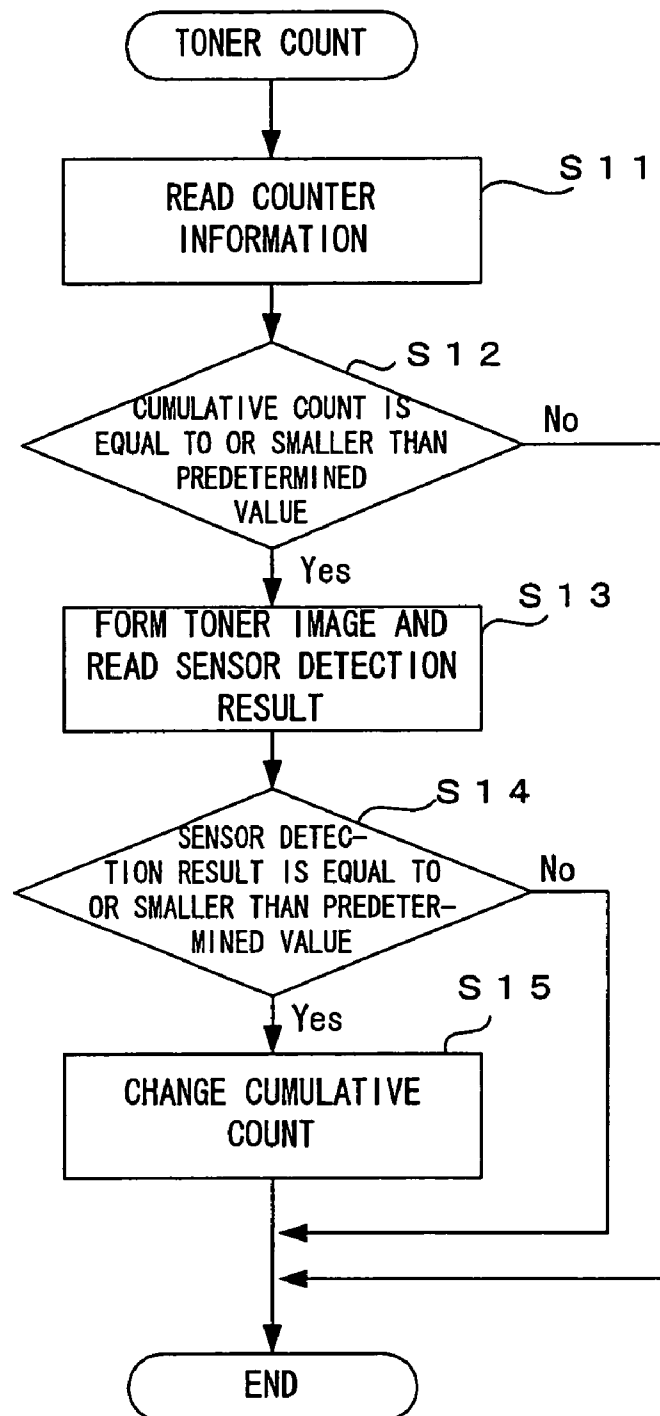 TONER COUNT
S11
READ COUNTER
INFORMATION
S12
CUMULATIVE COUNT IS
EQUAL TO OR SMALLER THAN
PREDETERMINED
VALUE
No
Yes
S13
FORM TONER IMAGE AND
READ SENSOR DETECTION
RESULT
S14
SENSOR DETEC-
TION RESULT IS EQUAL TO
OR SMALLER THAN PREDETER-
MINED VALUE
No
Yes
S15
CHANGE CUMULATIVE
COUNT
END